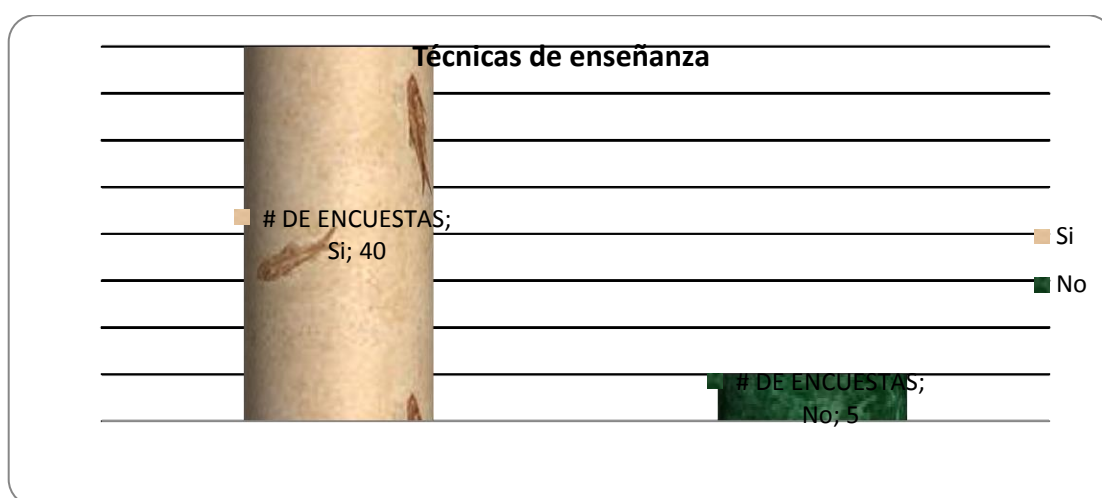 Técnicas de enseñanza
# DE ENCUESTAS;
Si; 40
Si
No
# DE ENCUESTAS;
No; 5